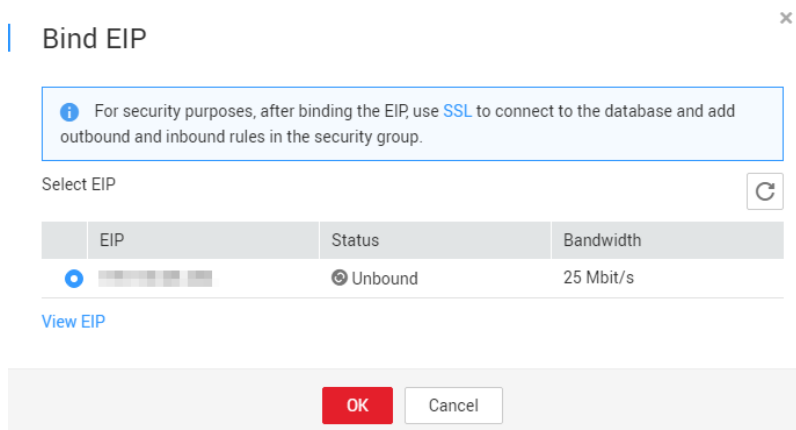 Bind EIP
For security purposes, after binding the EIP, use SSL to connect to the database and add
outbound and inbound rules in the security group.
Select EIP
EIP Status Bandwidth
Unbound 25 Mbit/s
View EIP
OK Cancel